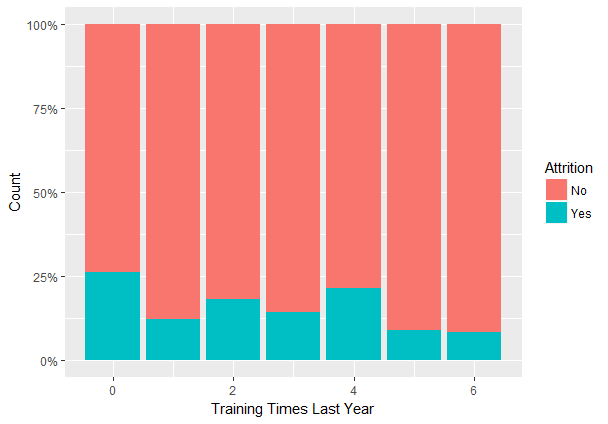 100%
75%
50%
25%
0%
Count
0
2
4
6
Training Times Last Year
Attrition
No
Yes